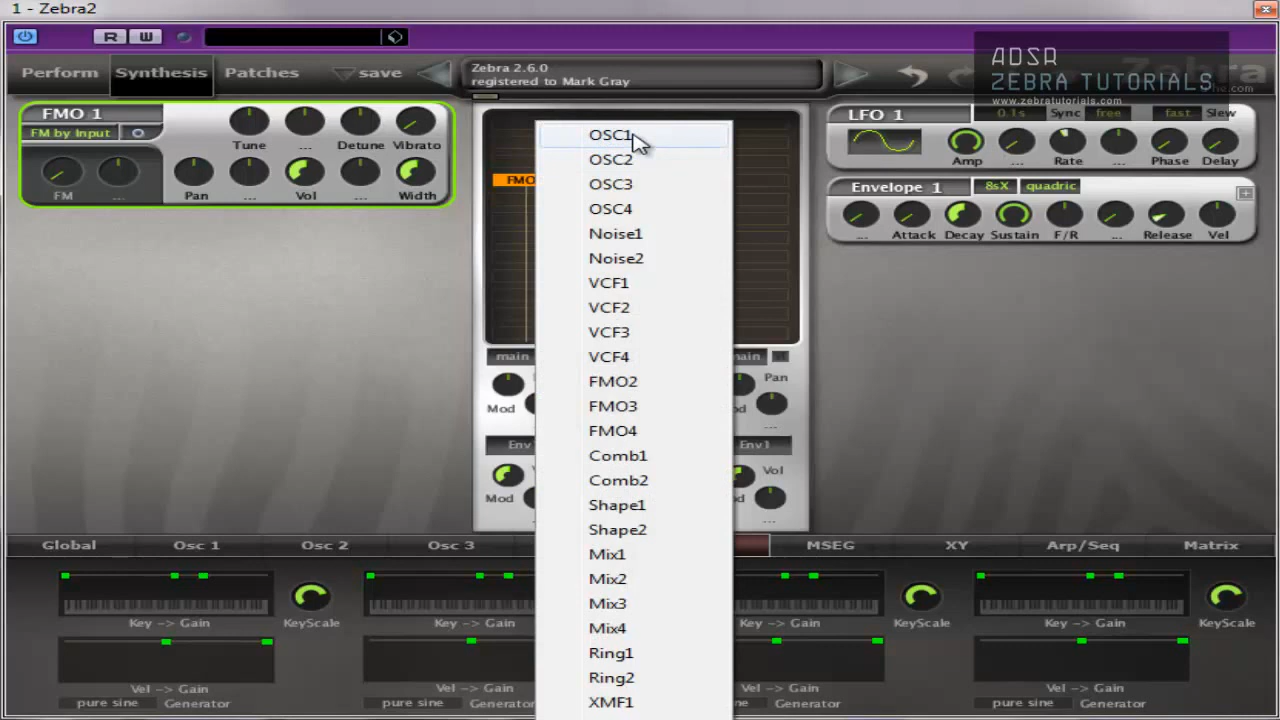 1 - Zebra2
R W
Perform Synthesis Patches save
Zebra 2.6.0
registered to Mark Gray
ADSR
ZEBRA TUTORIALS
www.zebratutorials.com
FMO 1
FM by Input
Tune ... Detune Vibrato
FM ... Pan ... Vol Width
FMO
OSC1
OSC2
OSC3
OSC4
Noise1
Noise2
VCF1
VCF2
VCF3
VCF4
FMO2
FMO3
FMO4
Comb1
Comb2
Shape1
Shape2
Mix1
Mix2
Mix3
Mix4
Ring1
Ring2
XMF1
main
Mod
Env
Mod
Pan
...
Env1
Vol
...
LFO 1
0.1s Sync free fast Slew
Amp ... Rate ... Phase Delay
Envelope 1 8sX quadric
... Attack Decay Sustain F/R ... Release Vel
Global Osc 1 Osc 2 Osc 3 MSEG XY Arp/Seq Matrix
Key -> Gain KeyScale Key -> Gain Key -> Gain KeyScale Key -> Gain KeyScale
Vel -> Gain Vel -> Gain Vel -> Gain Vel -> Gain
pure sine Generator pure sine Generator Generator pure sine Generator